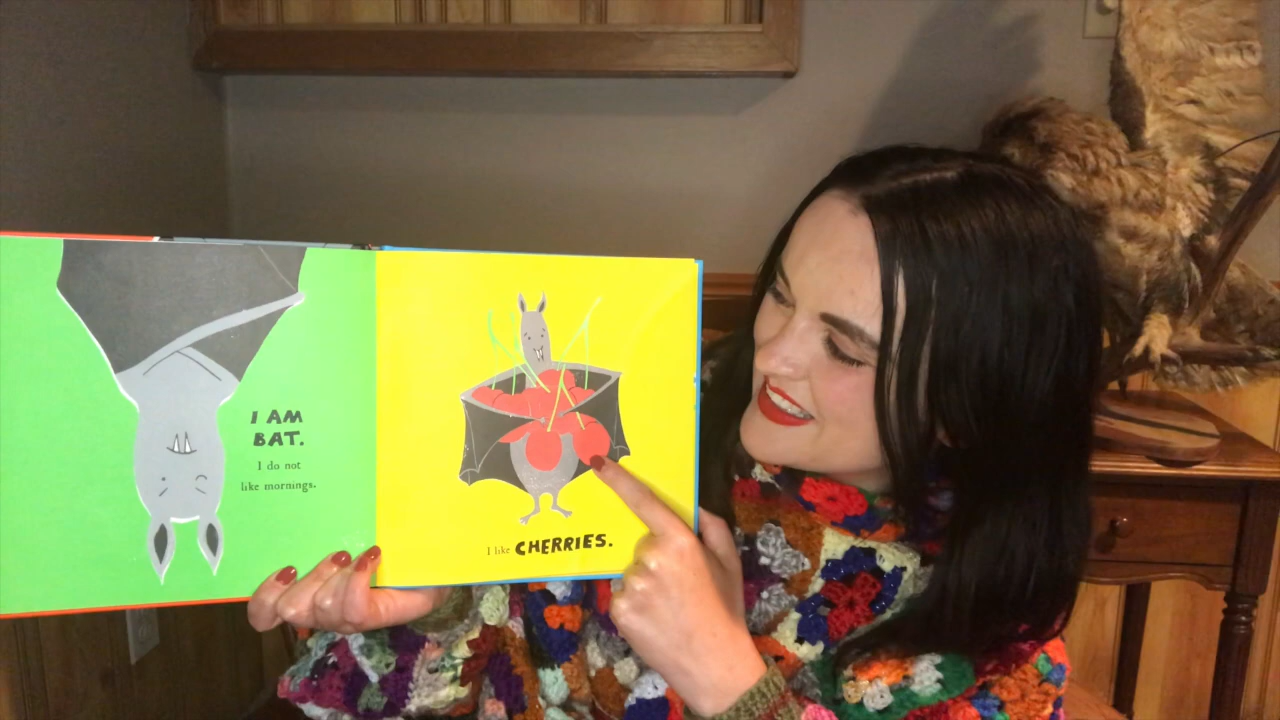 I AM
BAT.
I do not
like mornings.
I like CHERRIES.